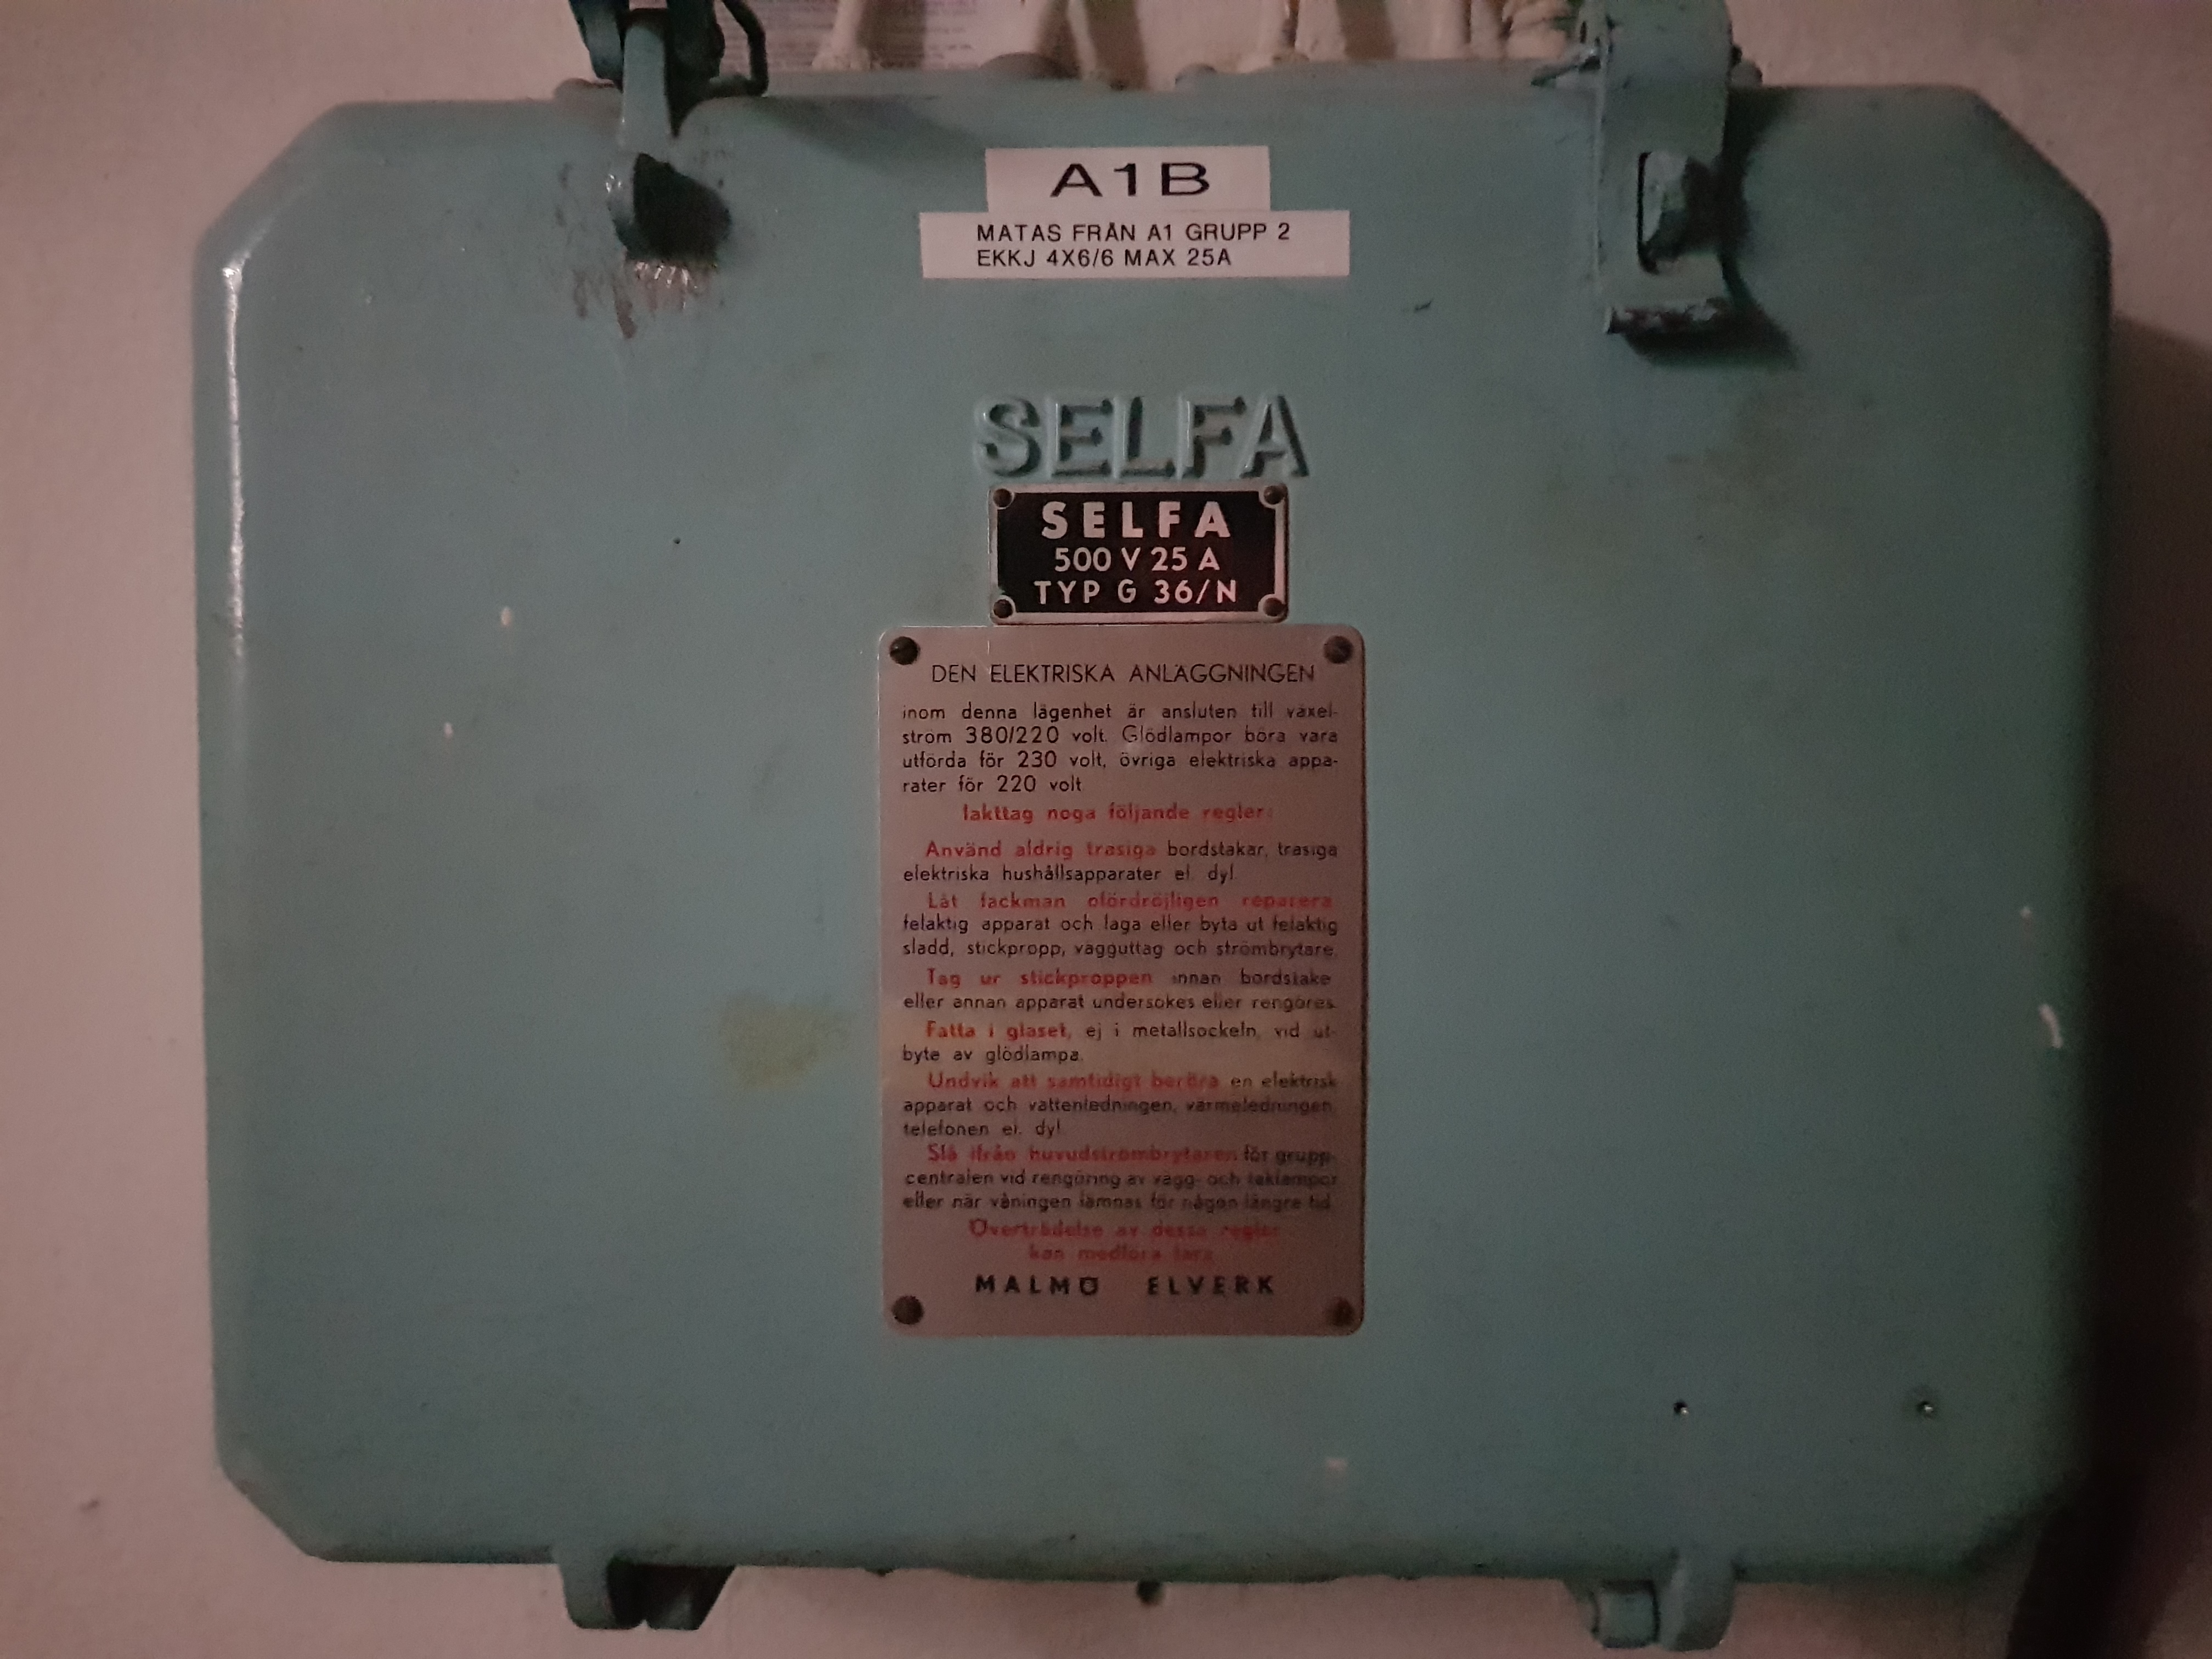 A1B
MATAS FRÅN A1 GRUPP 2
EKKJ 4X6/6 MAX 25A
SELFA
SELFA
500 V 25 A
TYP G 36/N
DEN ELEKTRISKA ANLÄGGNINGEN
inom denna lägenhet är ansluten till växel-
ström 380/220 volt. Glödlampor böra vara
utförda för 230 volt, övriga elektriska appa-
rater för 220 volt
Iakttag noga följande regler:
Använd aldrig trasiga bordstakar, trasiga
elektriska hushållsapparater el. dyl
Låt fackman ofördröjligen reparera
felaktig apparat och laga eller byta ut felaktig
sladd, stickpropp, vägguttag och strömbrytare.
Tag ur stickproppen innan bordstake
eller annan apparat undersökes eller rengöres.
Fatta i glaset, ej i metallsockeln, vid ut-
byte av glödlampa.
Undvik att samtidigt beröra en elektrisk
apparat och vattenledningen, värmeledningen,
telefonen el. dyl.
Slå ifrån huvudströmbrytaren för grupp-
centralen vid rengöring av vägg- och taklampor
eller när våningen lämnas för någon längre tid.
Överträdelse av dessa regler
kan medföra fara
MALMÖ ELVERK